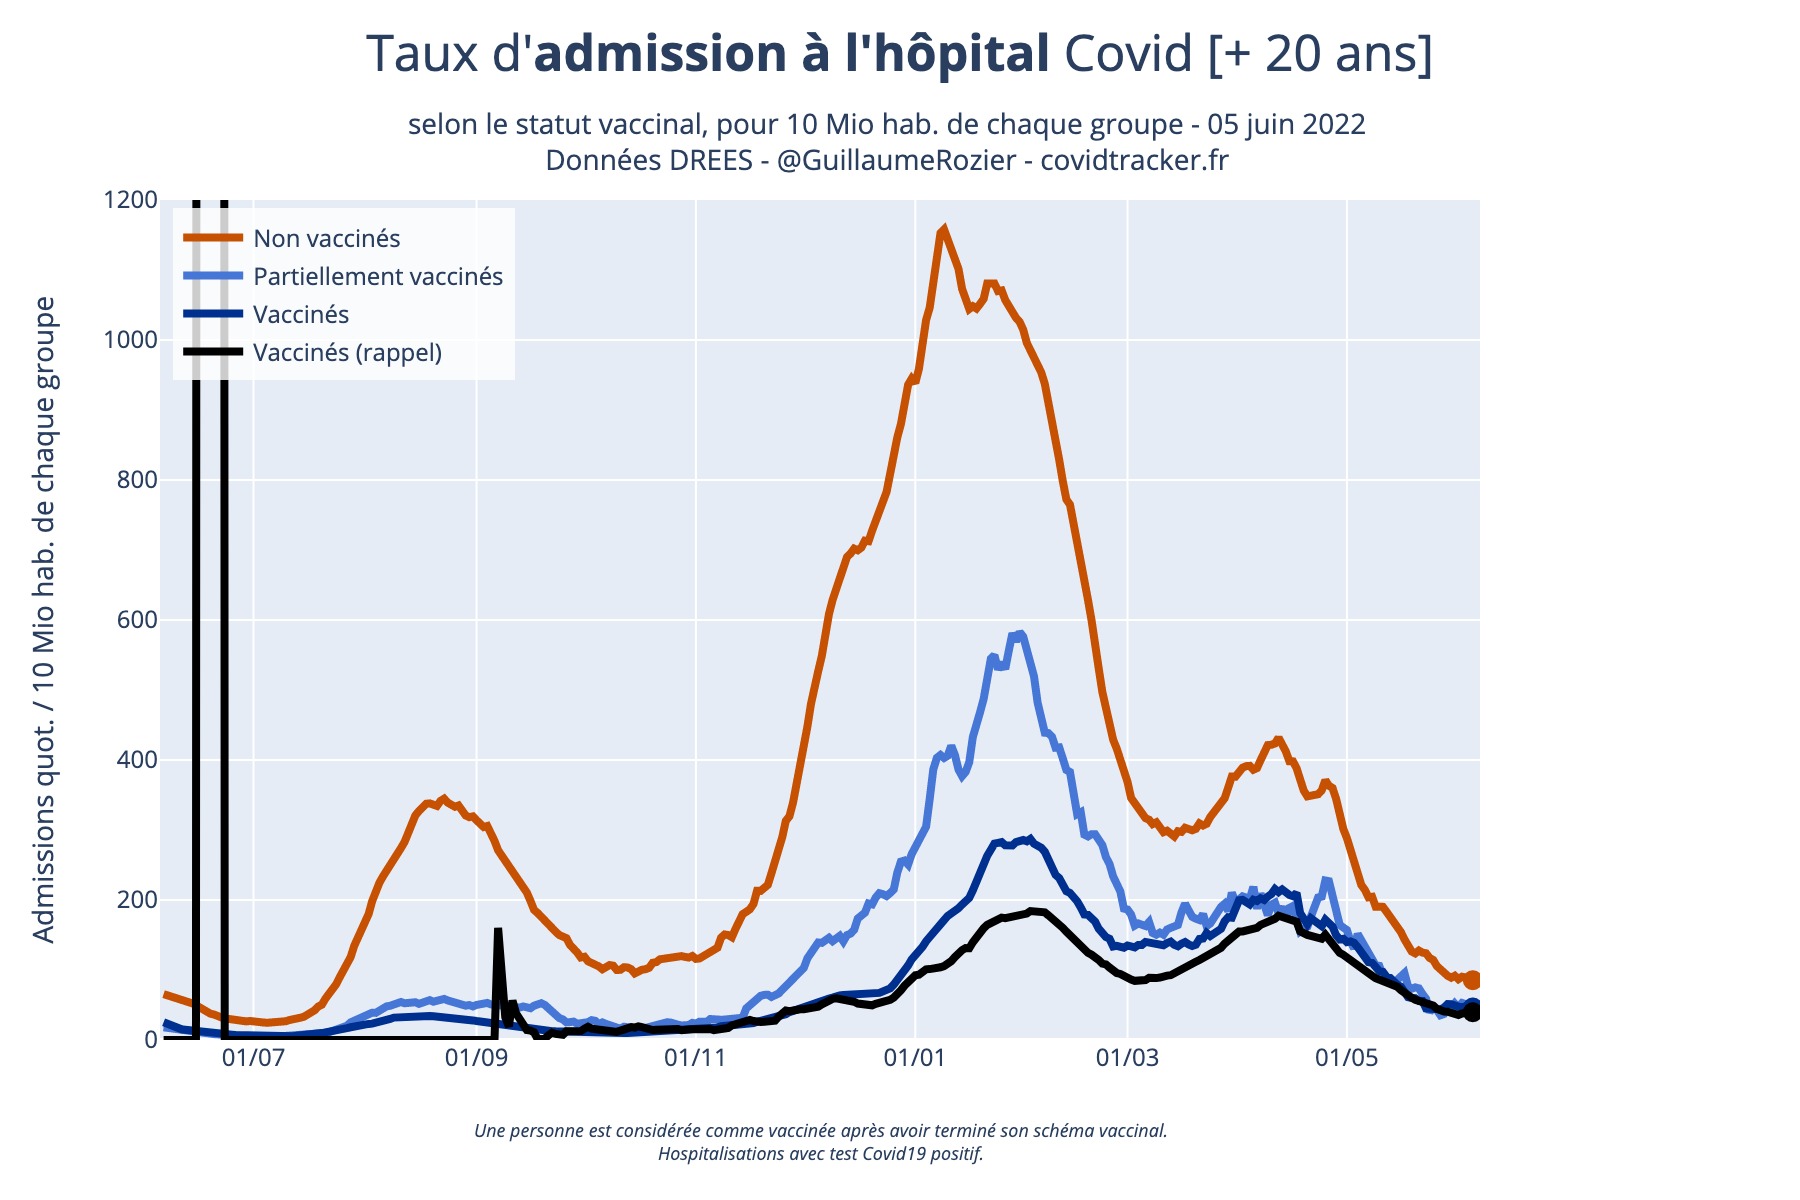 Taux d'admission à l'hôpital Covid [+ 20 ans]
selon le statut vaccinal, pour 10 Mio hab. de chaque groupe - 05 juin 2022
Données DREES - @GuillaumeRozier - covidtracker.fr
Admissions quot. / 10 Mio hab. de chaque groupe
1200
1000
800
600
400
200
0
Non vaccinés
Partiellement vaccinés
Vaccinés
Vaccinés (rappel)
01/07
01/09
01/11
01/01
01/03
01/05
Une personne est considérée comme vaccinée après avoir terminé son schéma vaccinal.
Hospitalisations avec test Covid19 positif.